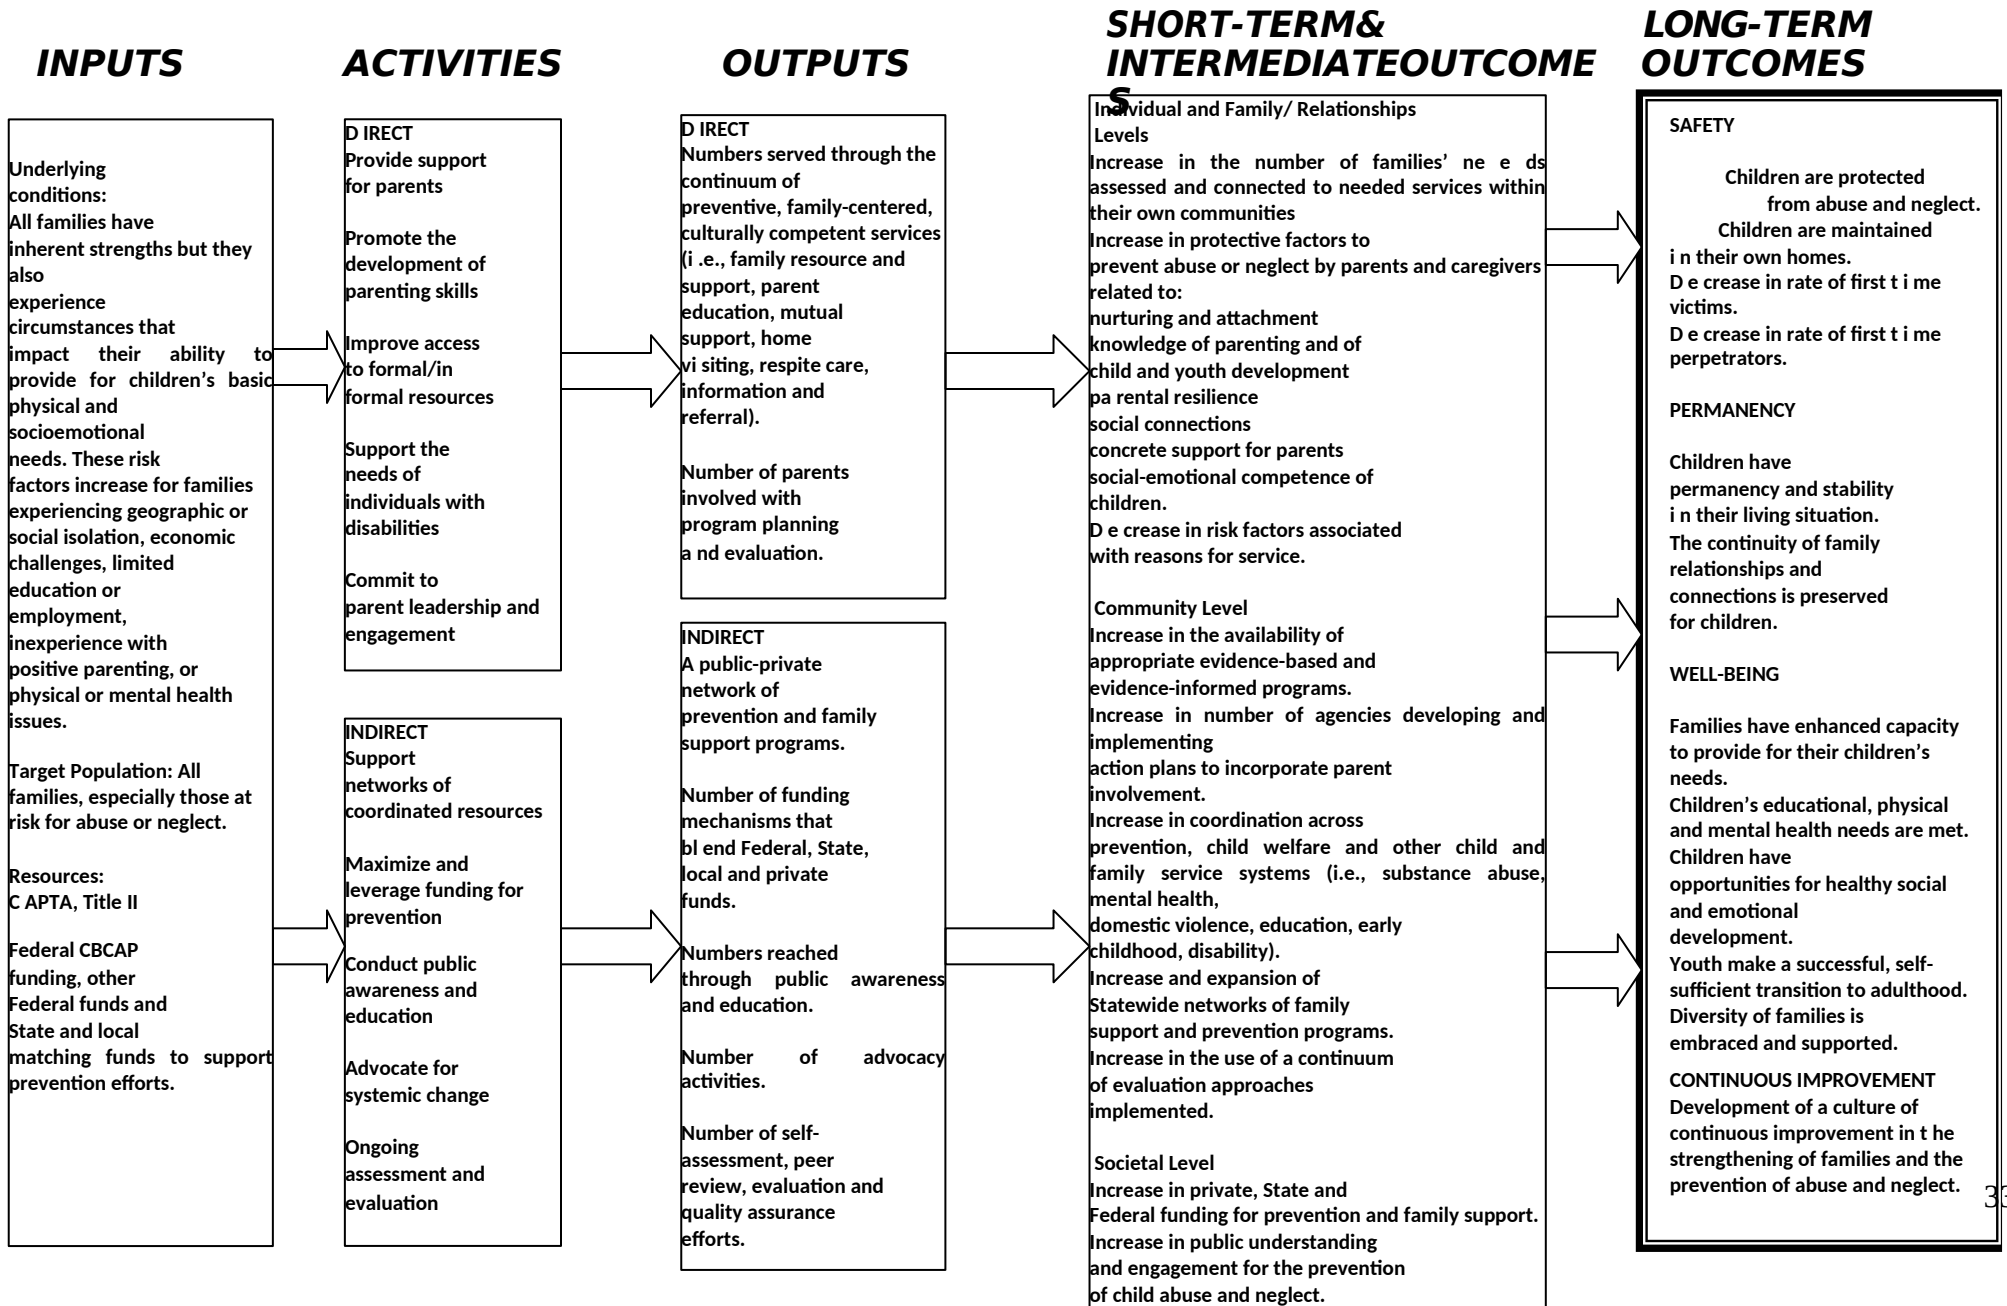 INPUTS
ACTIVITIES
OUTPUTS
SHORT-TERM&
INTERMEDIATEOUTCOME
S
LONG-TERM
OUTCOMES
Underlying
conditions:
All families have
inherent strengths but they
also
experience
circumstances that
impact their ability to
provide for children’s basic
physical and
socioemotional
needs. These risk
factors increase for families
experiencing geographic or
social isolation, economic
challenges, limited
education or
employment,
inexperience with
positive parenting, or
physical or mental health
issues.
Target Population: All
families, especially those at
risk for abuse or neglect.
Resources:
C APTA, Title II
Federal CBCAP
funding, other
Federal funds and
State and local
matching funds to support
prevention efforts.
D IRECT
Provide support
for parents
Promote the
development of
parenting skills
Improve access
to formal/in
formal resources
Support the
needs of
individuals with
disabilities
Commit to
parent leadership and
engagement
INDIRECT
Support
networks of
coordinated resources
Maximize and
leverage funding for
prevention
Conduct public
awareness and
education
Advocate for
systemic change
Ongoing
assessment and
evaluation
D IRECT
Numbers served through the
continuum of
preventive, family-centered,
culturally competent services
(i .e., family resource and
support, parent
education, mutual
support, home
vi siting, respite care,
information and
referral).
Number of parents
involved with
program planning
a nd evaluation.
INDIRECT
A public-private
network of
prevention and family
support programs.
Number of funding
mechanisms that
bl end Federal, State,
local and private
funds.
Numbers reached
through public awareness
and education.
Number of advocacy
activities.
Number of self-
assessment, peer
review, evaluation and
quality assurance
efforts.
Individual and Family/ Relationships
Levels
Increase in the number of families’ ne e ds
assessed and connected to needed services within
their own communities
Increase in protective factors to
prevent abuse or neglect by parents and caregivers
related to:
nurturing and attachment
knowledge of parenting and of
child and youth development
pa rental resilience
social connections
concrete support for parents
social-emotional competence of
children.
D e crease in risk factors associated
with reasons for service.
Community Level
Increase in the availability of
appropriate evidence-based and
evidence-informed programs.
Increase in number of agencies developing and
implementing
action plans to incorporate parent
involvement.
Increase in coordination across
prevention, child welfare and other child and
family service systems (i.e., substance abuse,
mental health,
domestic violence, education, early
childhood, disability).
Increase and expansion of
Statewide networks of family
support and prevention programs.
Increase in the use of a continuum
of evaluation approaches
implemented.
Societal Level
Increase in private, State and
Federal funding for prevention and family support.
Increase in public understanding
and engagement for the prevention
of child abuse and neglect.
SAFETY
Children are protected
from abuse and neglect.
Children are maintained
i n their own homes.
D e crease in rate of first t i me
victims.
D e crease in rate of first t i me
perpetrators.
PERMANENCY
Children have
permanency and stability
i n their living situation.
The continuity of family
relationships and
connections is preserved
for children.
WELL-BEING
Families have enhanced capacity
to provide for their children’s
needs.
Children’s educational, physical
and mental health needs are met.
Children have
opportunities for healthy social
and emotional
development.
Youth make a successful, self-
sufficient transition to adulthood.
Diversity of families is
embraced and supported.
CONTINUOUS IMPROVEMENT
Development of a culture of
continuous improvement in t he
strengthening of families and the
prevention of abuse and neglect.